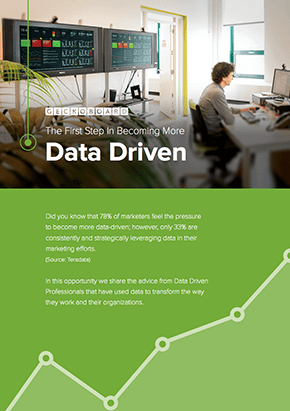 GECKOBOARD
The First Step In Becoming More
Data Driven
Did you know that 78% of marketers feel the pressure
to become more data-driven; however, only 33% are
consistently and strategically leveraging data in their
marketing efforts.
(Source: Teradata)
In this opportunity we share the advice from Data Driven
Professionals that have used data to transform the way
they work and their organizations.